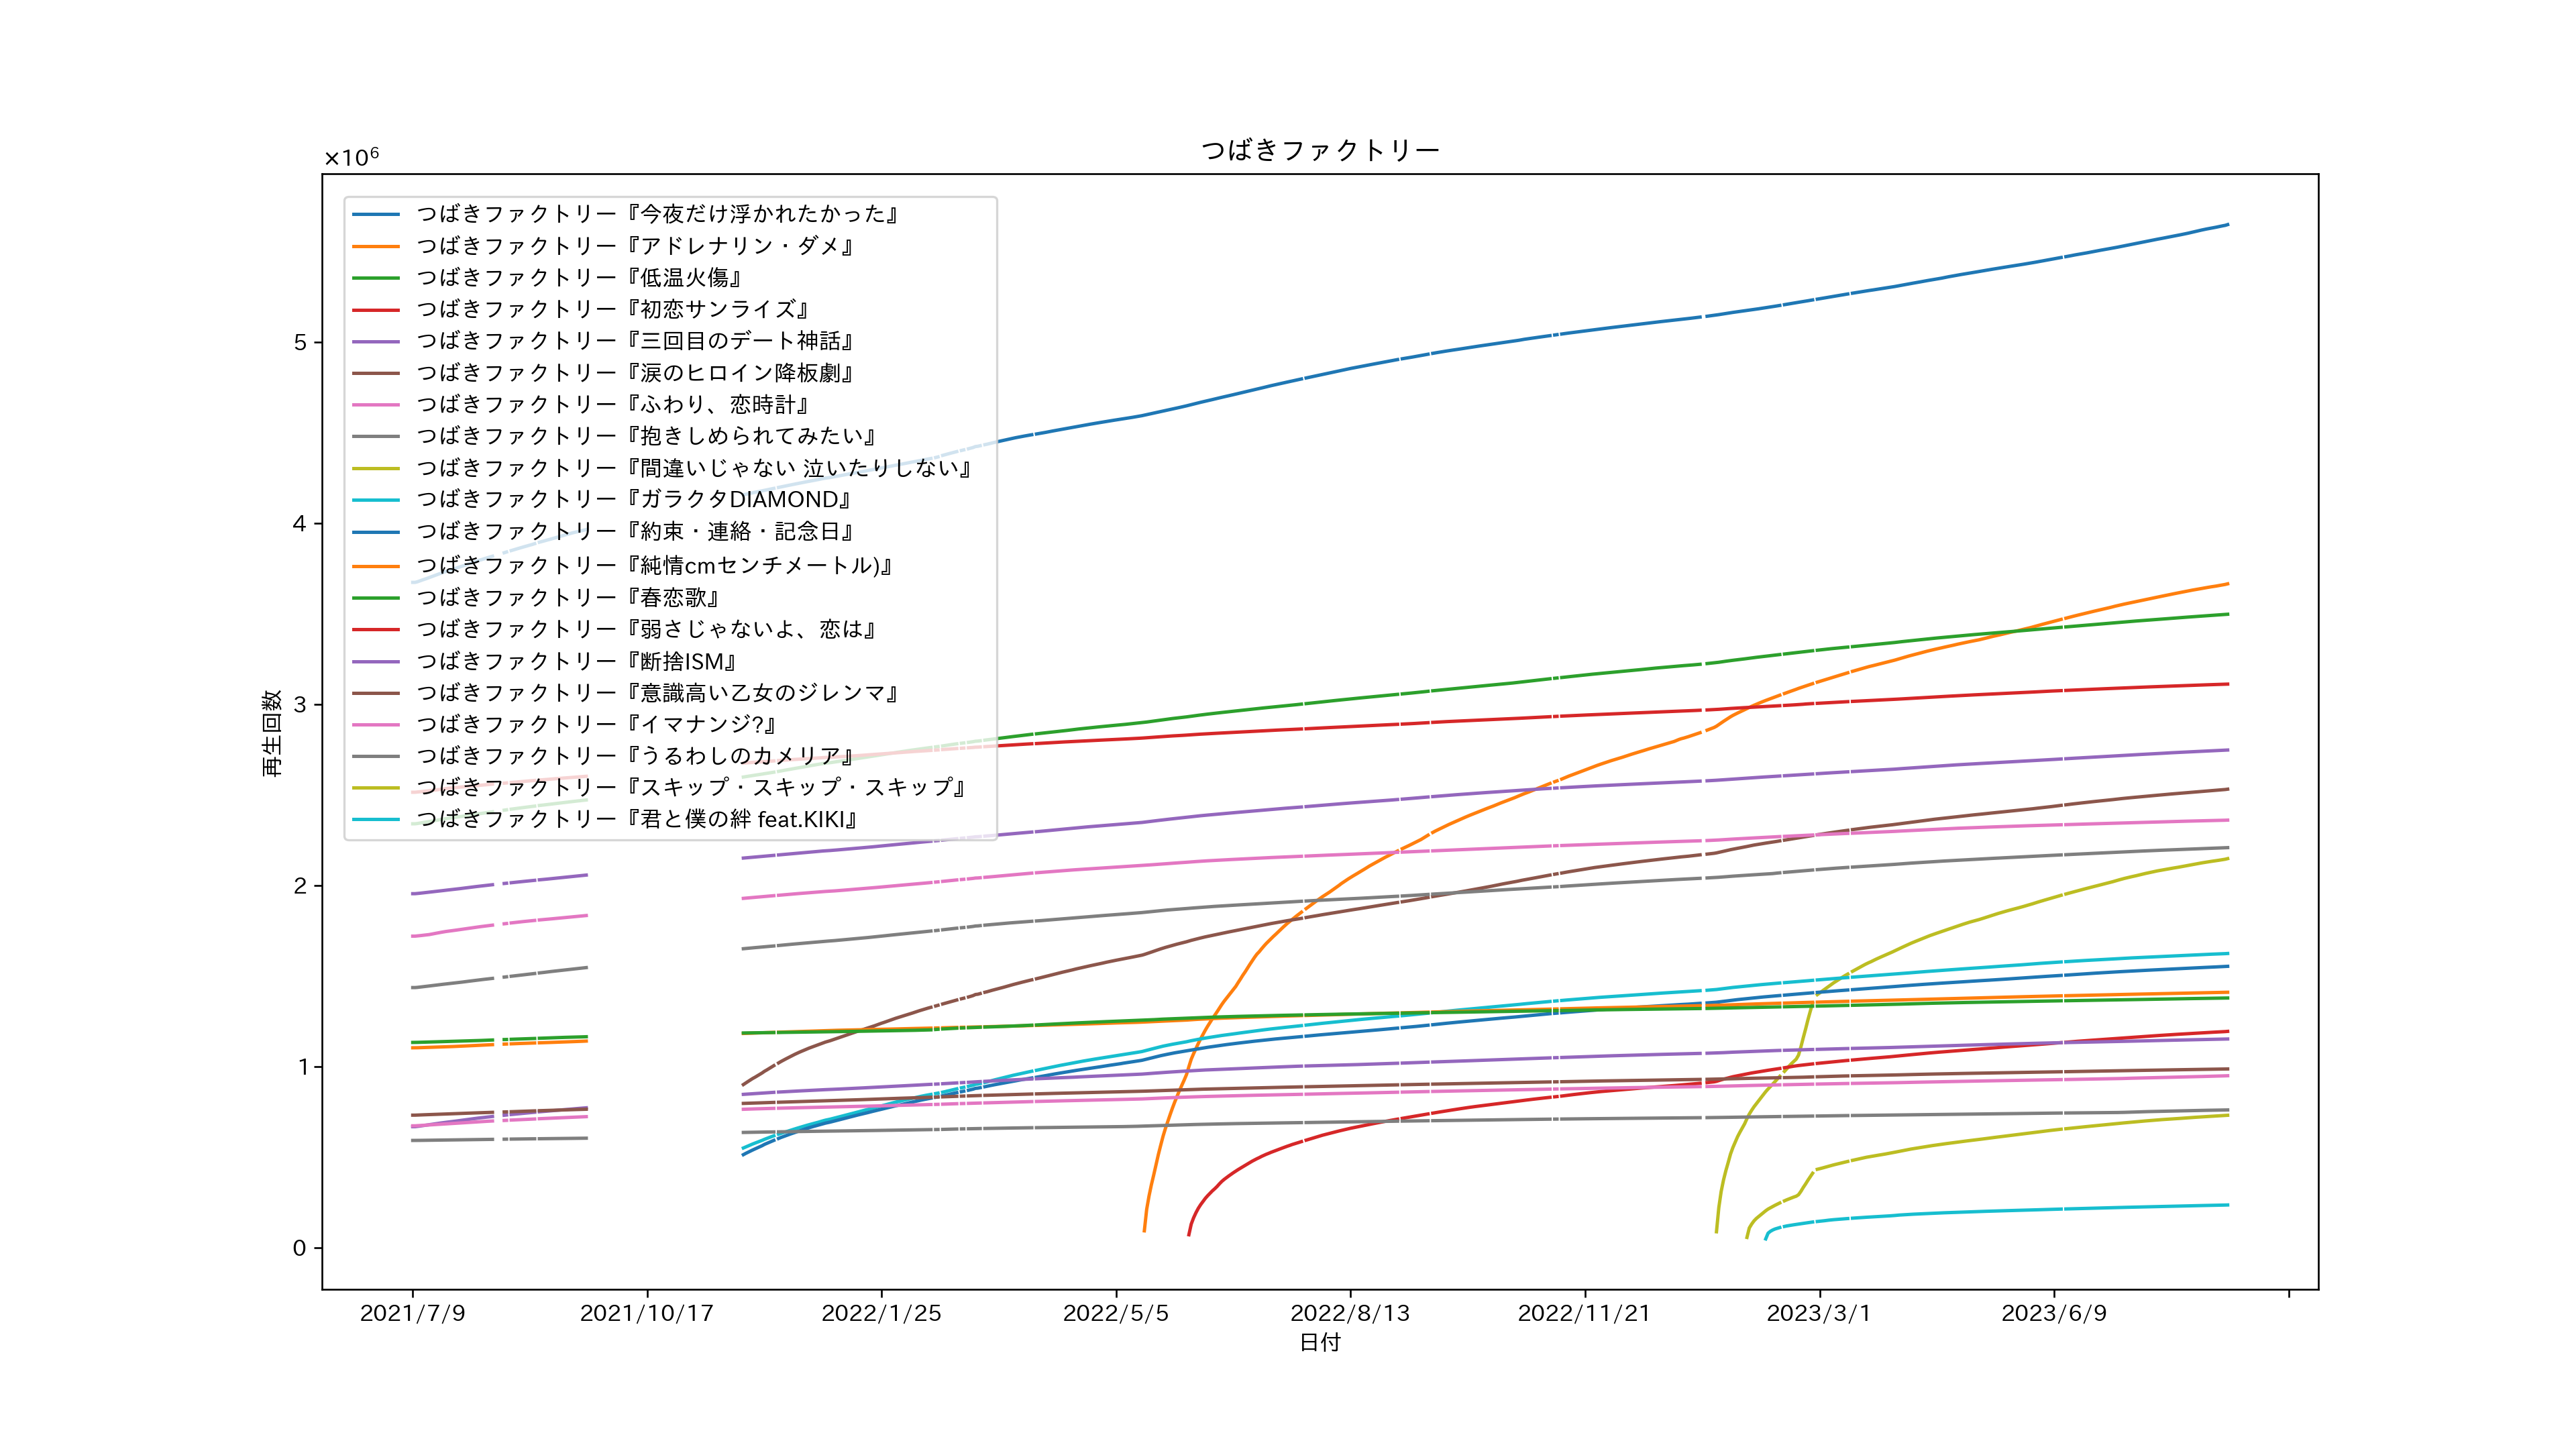 つばきファクトリー
×10⁶
つばきファクトリー『今夜だけ浮かれたかった』
つばきファクトリー『アドレナリン・ダメ』
つばきファクトリー『低温火傷』
つばきファクトリー『初恋サンライズ』
つばきファクトリー『三回目のデート神話』
つばきファクトリー『涙のヒロイン降板劇』
つばきファクトリー『ふわり、恋時計』
つばきファクトリー『抱きしめられてみたい』
つばきファクトリー『間違いじゃない 泣いたりしない』
つばきファクトリー『ガラクタDIAMOND』
つばきファクトリー『約束・連絡・記念日』
つばきファクトリー『純情cmセンチメートル)』
つばきファクトリー『春恋歌』
つばきファクトリー『弱さじゃないよ、恋は』
つばきファクトリー『断捨ISM』
つばきファクトリー『意識高い乙女のジレンマ』
つばきファクトリー『イマナンジ?』
つばきファクトリー『うるわしのカメリア』
つばきファクトリー『スキップ・スキップ・スキップ』
つばきファクトリー『君と僕の絆 feat.KIKI』
5
4
3
2
1
0
再生回数
2021/7/9
2021/10/17
2022/1/25
2022/5/5
2022/8/13
2022/11/21
2023/3/1
2023/6/9
日付